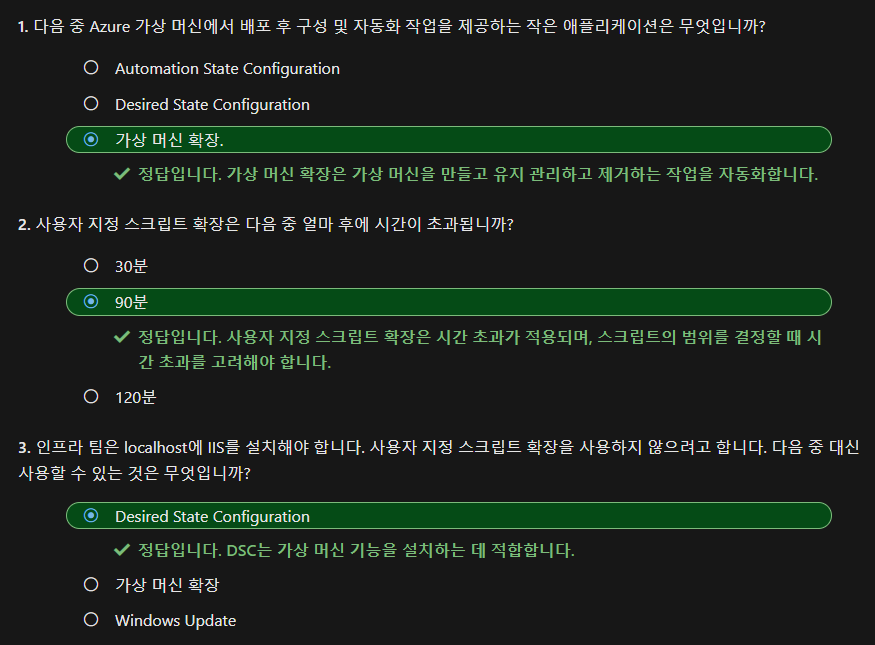 1. 다음 중 Azure 가상 머신에서 배포 후 구성 및 자동화 작업을 제공하는 작은 애플리케이션은 무엇입니까?
Automation State Configuration
Desired State Configuration
가상 머신 확장.
정답입니다. 가상 머신 확장은 가상 머신을 만들고 유지 관리하고 제거하는 작업을 자동화합니다.
2. 사용자 지정 스크립트 확장은 다음 중 얼마 후에 시간이 초과됩니까?
30분
90분
정답입니다. 사용자 지정 스크립트 확장은 시간 초과가 적용되며, 스크립트의 범위를 결정할 때 시
간 초과를 고려해야 합니다.
120분
3. 인프라 팀은 localhost에 IIS를 설치해야 합니다. 사용자 지정 스크립트 확장을 사용하지 않으려고 합니다. 다음 중 대신
사용할 수 있는 것은 무엇입니까?
Desired State Configuration
정답입니다. DSC는 가상 머신 기능을 설치하는 데 적합합니다.
가상 머신 확장
Windows Update